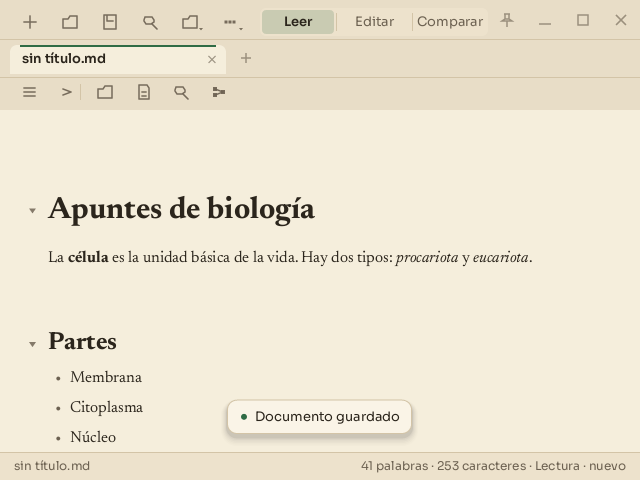 Leer
Editar
Comparar
sin título.md
Apuntes de biología
La célula es la unidad básica de la vida. Hay dos tipos: procariota y eucariota.
Partes
Membrana
Citoplasma
Núcleo
Documento guardado
sin título.md
41 palabras · 253 caracteres · Lectura · nuevo